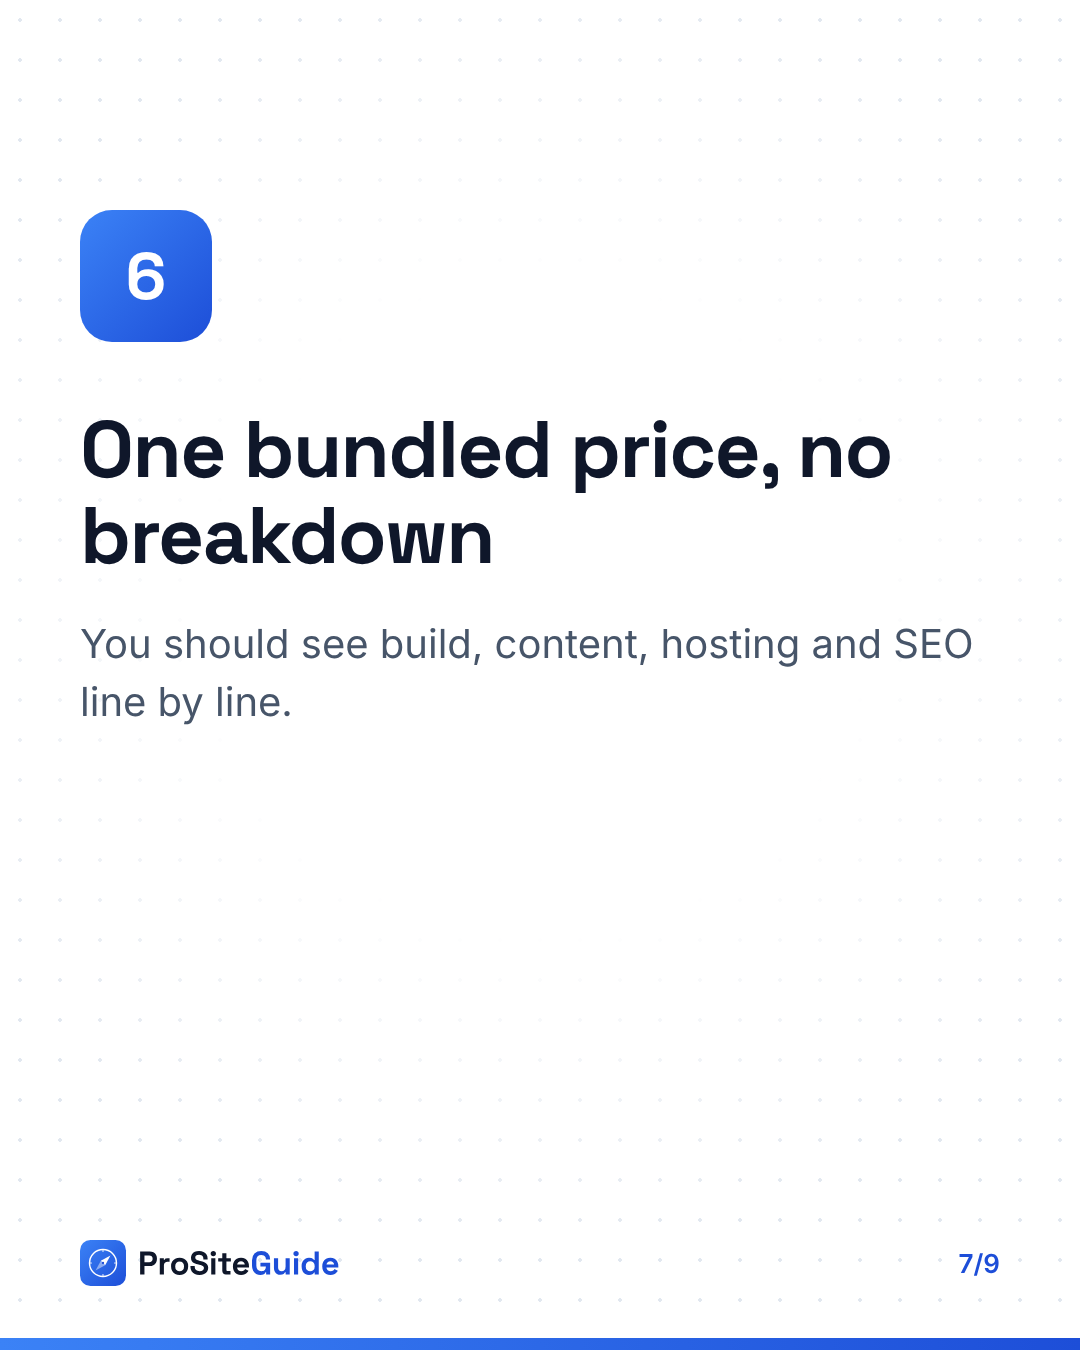 6
One bundled price, no
breakdown
You should see build, content, hosting and SEO
line by line.
ProSiteGuide
7/9